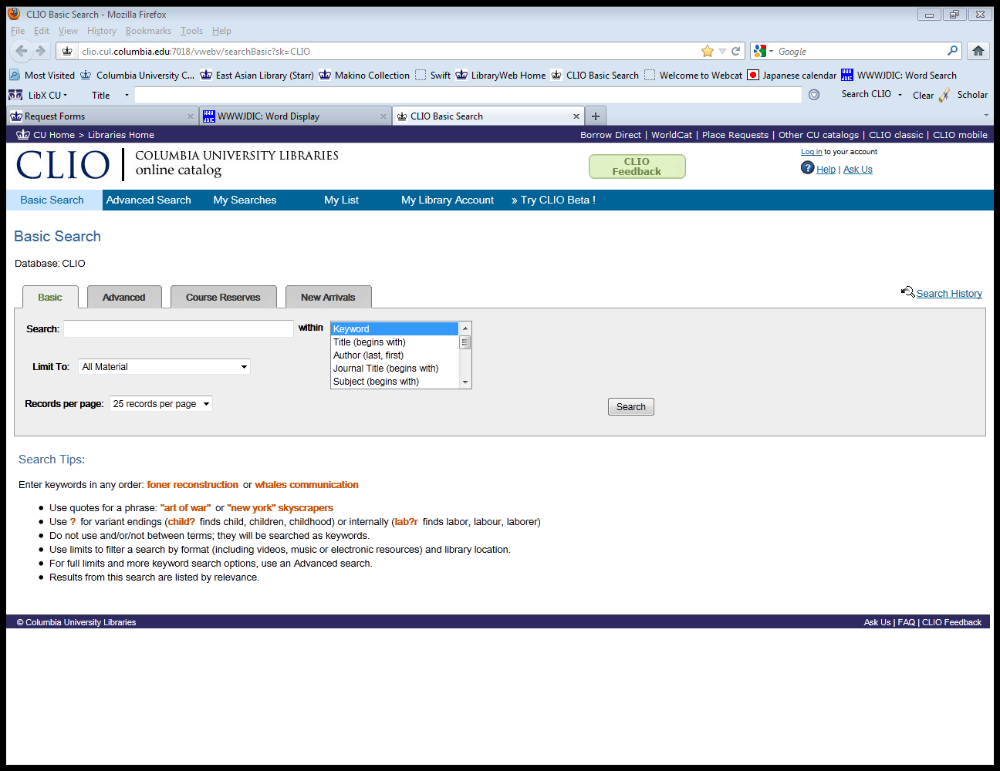 CLIO Basic Search - Mozilla Firefox
File Edit View History Bookmarks Tools Help
clio.cul.columbia.edu:7018/vwebv/searchBasic?sk=CLIO Google
Most Visited Columbia University C... East Asian Library (Starr) Makino Collection Swift LibraryWeb Home CLIO Basic Search Welcome to Webcat Japanese calendar WWWJDIC: Word Search
LibX CU Title Search CLIO Clear Scholar
Request Forms WWWJDIC: Word Display CLIO Basic Search
CU Home > Libraries Home Borrow Direct | WorldCat | Place Requests | Other CU catalogs | CLIO classic | CLIO mobile
CLIO COLUMBIA UNIVERSITY LIBRARIES
online catalog
CLIO
Feedback
Log in to your account
Help | Ask Us
Basic Search Advanced Search My Searches My List My Library Account » Try CLIO Beta !
Basic Search
Database: CLIO
Basic Advanced Course Reserves New Arrivals Search History
Search: within Keyword
Title (begins with)
Author (last, first)
Journal Title (begins with)
Subject (begins with)
Limit To: All Material
Records per page: 25 records per page Search
Search Tips:
Enter keywords in any order: foner reconstruction or whales communication
• Use quotes for a phrase: "art of war" or "new york" skyscrapers
• Use ? for variant endings (child? finds child, children, childhood) or internally (lab?r finds labor, labour, laborer)
• Do not use and/or/not between terms; they will be searched as keywords.
• Use limits to filter a search by format (including videos, music or electronic resources) and library location.
• For full limits and more keyword search options, use an Advanced search.
• Results from this search are listed by relevance.
© Columbia University Libraries Ask Us | FAQ | CLIO Feedback